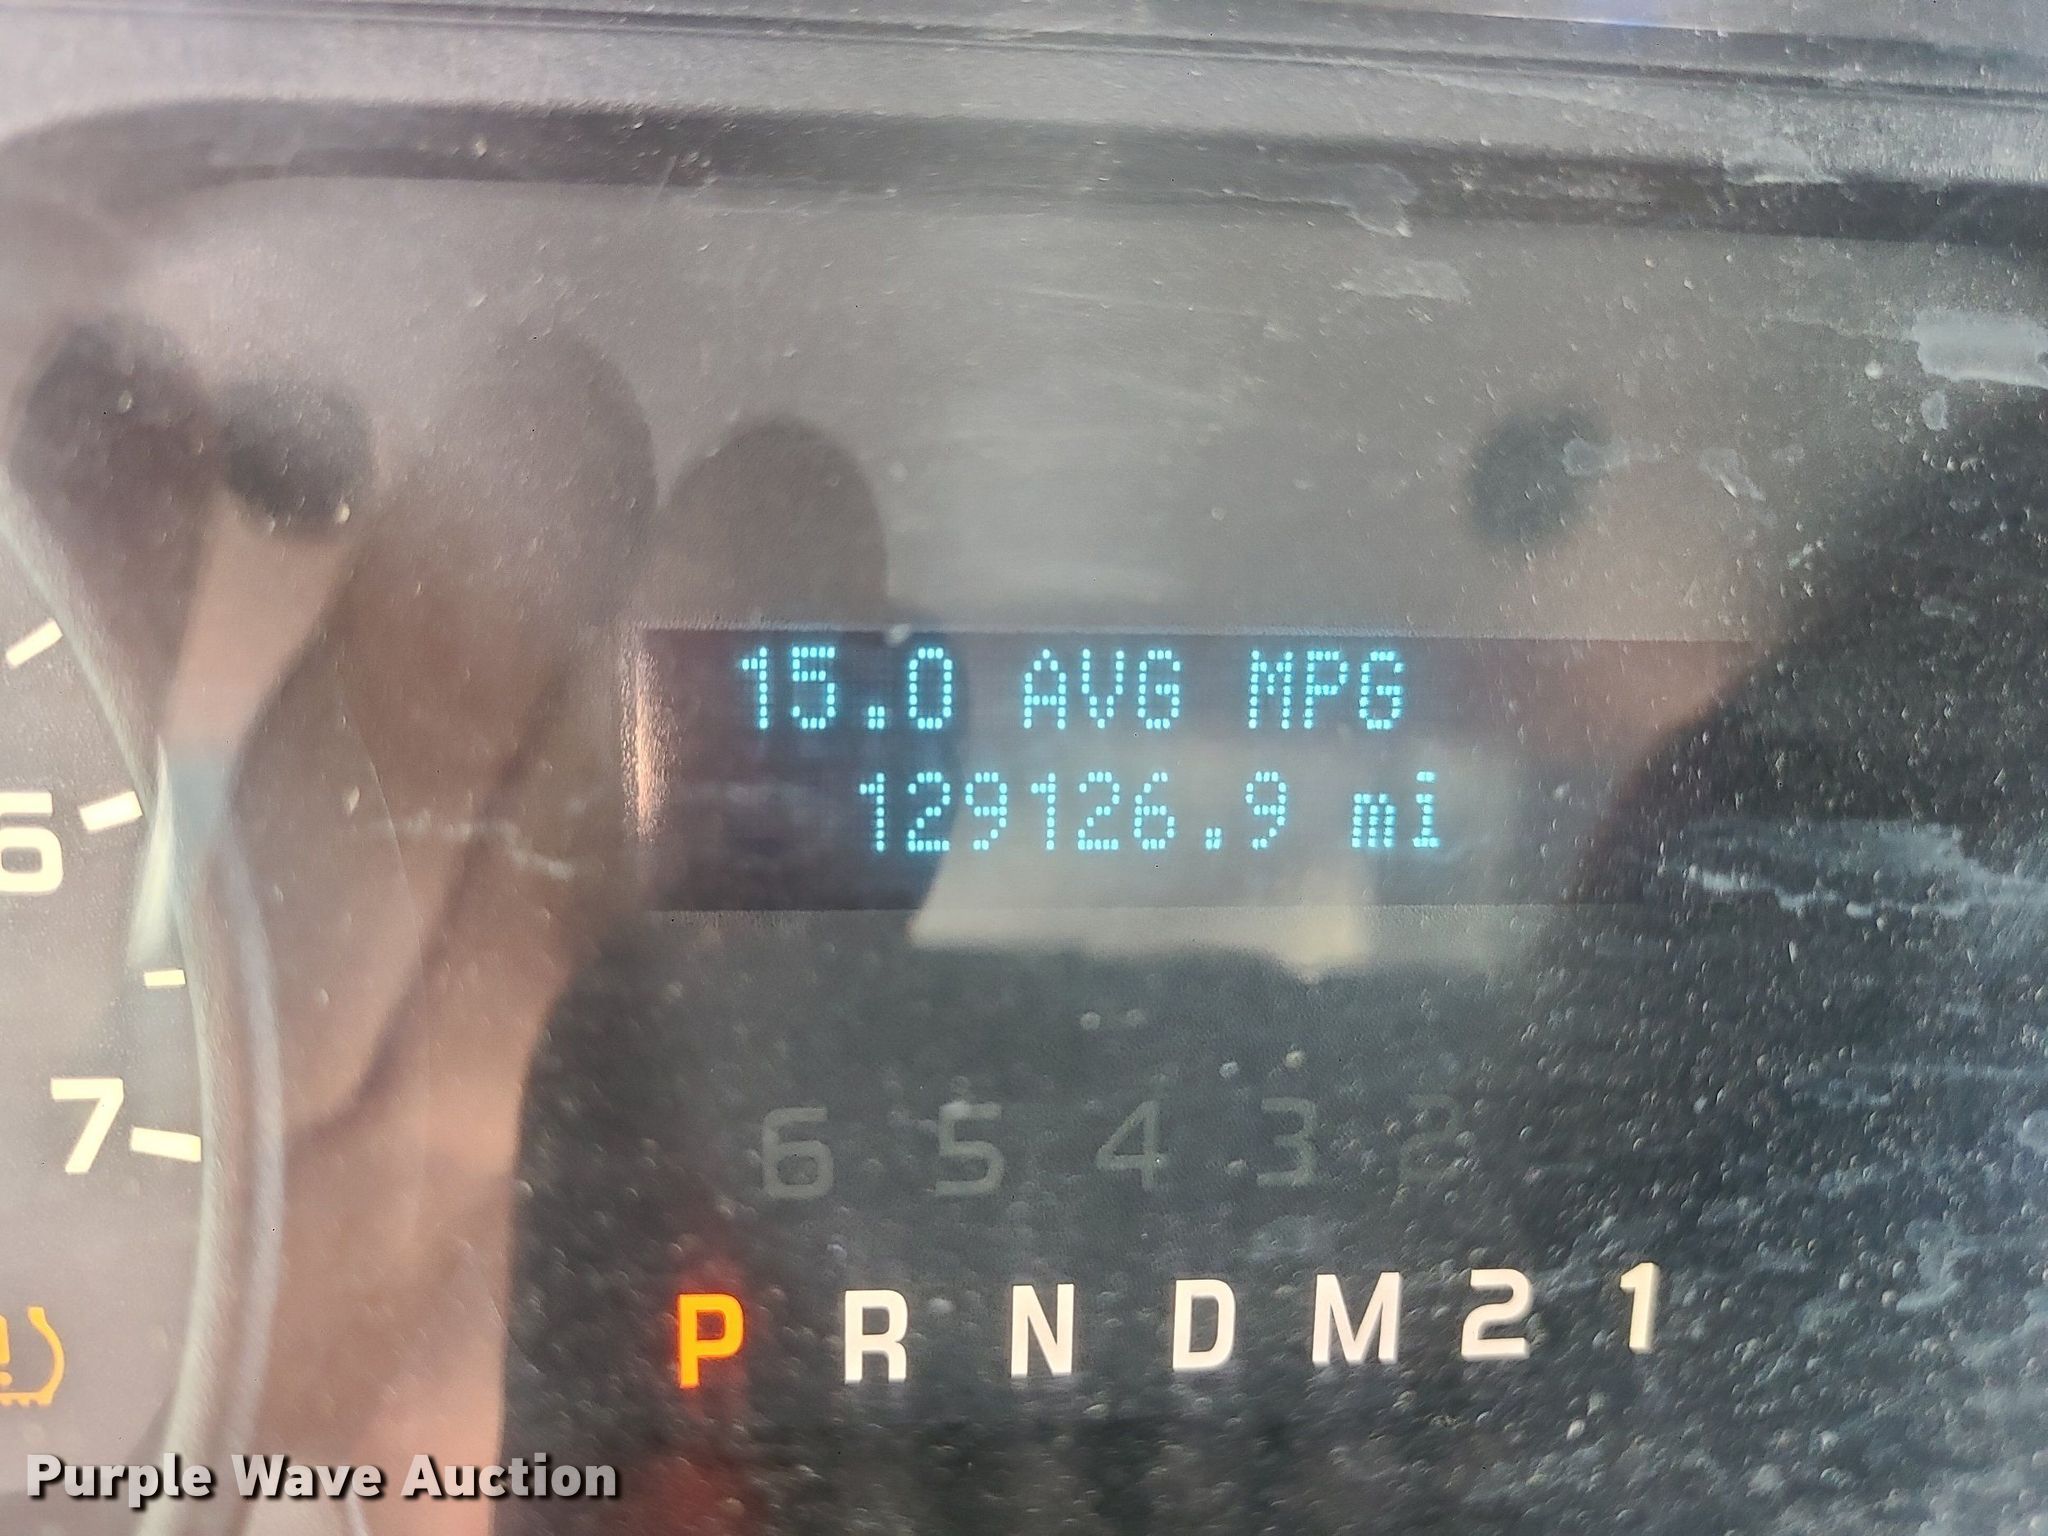 15.0 AVG MPG
129126.9 mi
6
7
6 5 4 3 2
P R N D M 2 1
Purple Wave Auction